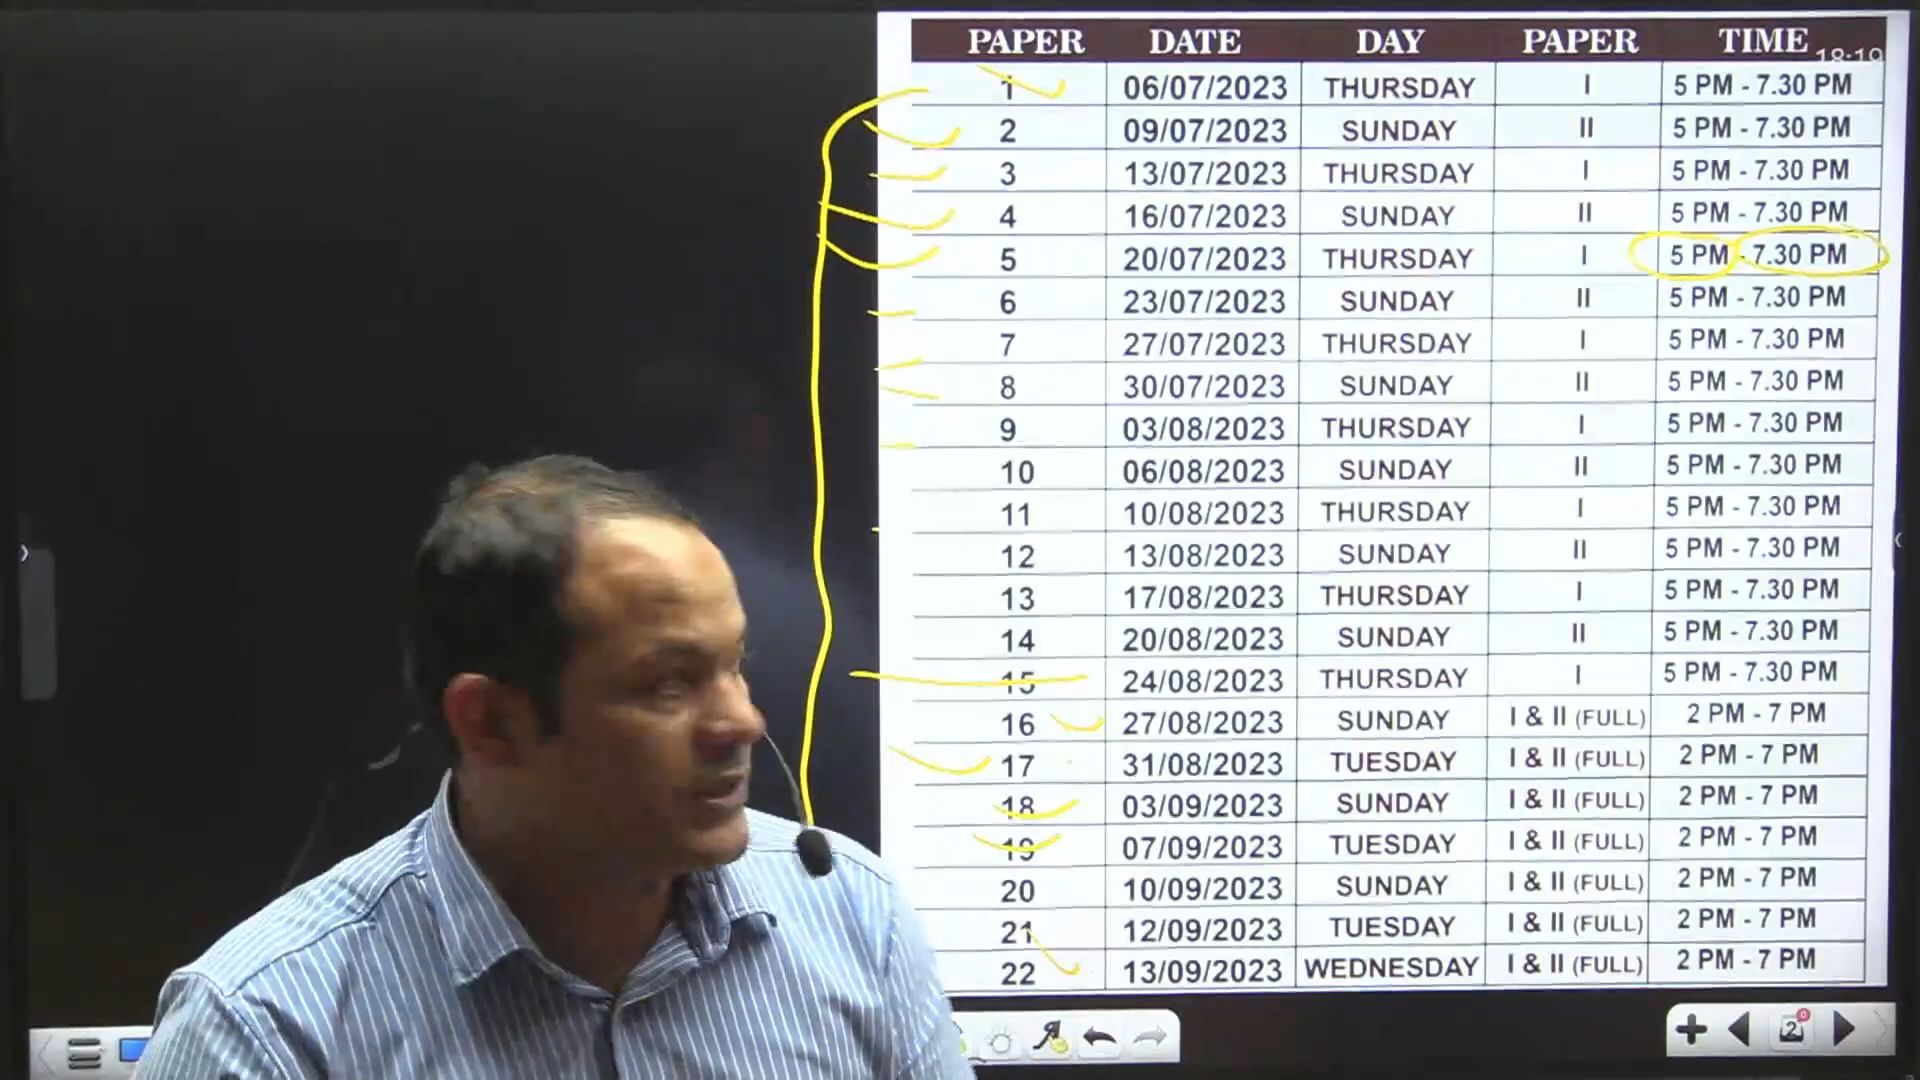 PAPER DATE DAY PAPER TIME
18:19
1 06/07/2023 THURSDAY I 5 PM - 7.30 PM
2 09/07/2023 SUNDAY II 5 PM - 7.30 PM
3 13/07/2023 THURSDAY I 5 PM - 7.30 PM
4 16/07/2023 SUNDAY II 5 PM - 7.30 PM
5 20/07/2023 THURSDAY I 5 PM - 7.30 PM
6 23/07/2023 SUNDAY II 5 PM - 7.30 PM
7 27/07/2023 THURSDAY I 5 PM - 7.30 PM
8 30/07/2023 SUNDAY II 5 PM - 7.30 PM
9 03/08/2023 THURSDAY I 5 PM - 7.30 PM
10 06/08/2023 SUNDAY II 5 PM - 7.30 PM
11 10/08/2023 THURSDAY I 5 PM - 7.30 PM
12 13/08/2023 SUNDAY II 5 PM - 7.30 PM
13 17/08/2023 THURSDAY I 5 PM - 7.30 PM
14 20/08/2023 SUNDAY II 5 PM - 7.30 PM
15 24/08/2023 THURSDAY I 5 PM - 7.30 PM
16 27/08/2023 SUNDAY I & II (FULL) 2 PM - 7 PM
17 31/08/2023 TUESDAY I & II (FULL) 2 PM - 7 PM
18 03/09/2023 SUNDAY I & II (FULL) 2 PM - 7 PM
19 07/09/2023 TUESDAY I & II (FULL) 2 PM - 7 PM
20 10/09/2023 SUNDAY I & II (FULL) 2 PM - 7 PM
21 12/09/2023 TUESDAY I & II (FULL) 2 PM - 7 PM
22 13/09/2023 WEDNESDAY I & II (FULL) 2 PM - 7 PM
2 0